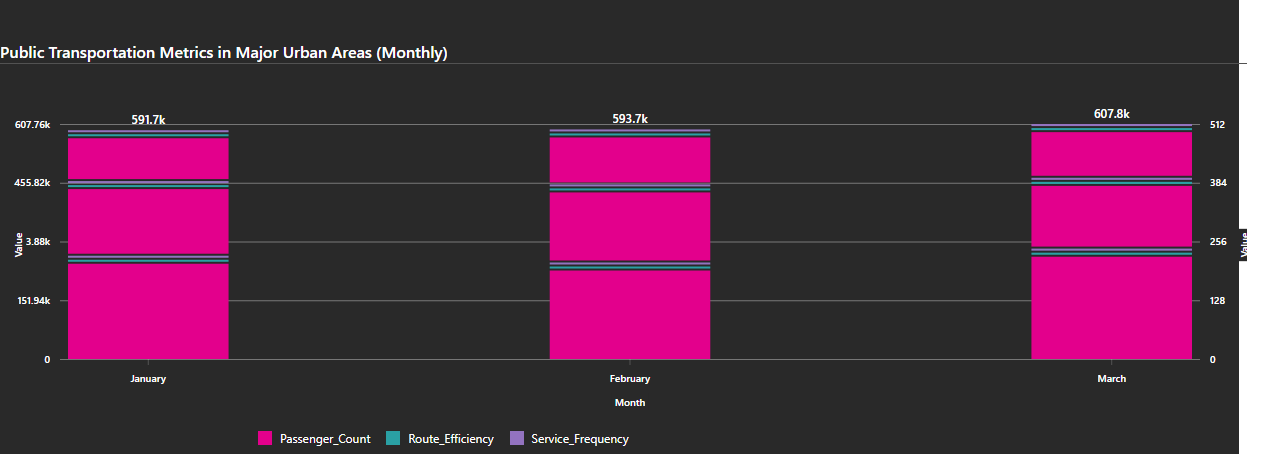 Public Transportation Metrics in Major Urban Areas (Monthly)
591.7k
593.7k
607.8k
607.76k
512
455.82k
384
Value
3.88k
256
Value
151.94k
128
0
0
January
February
March
Month
Passenger_Count
Route_Efficiency
Service_Frequency